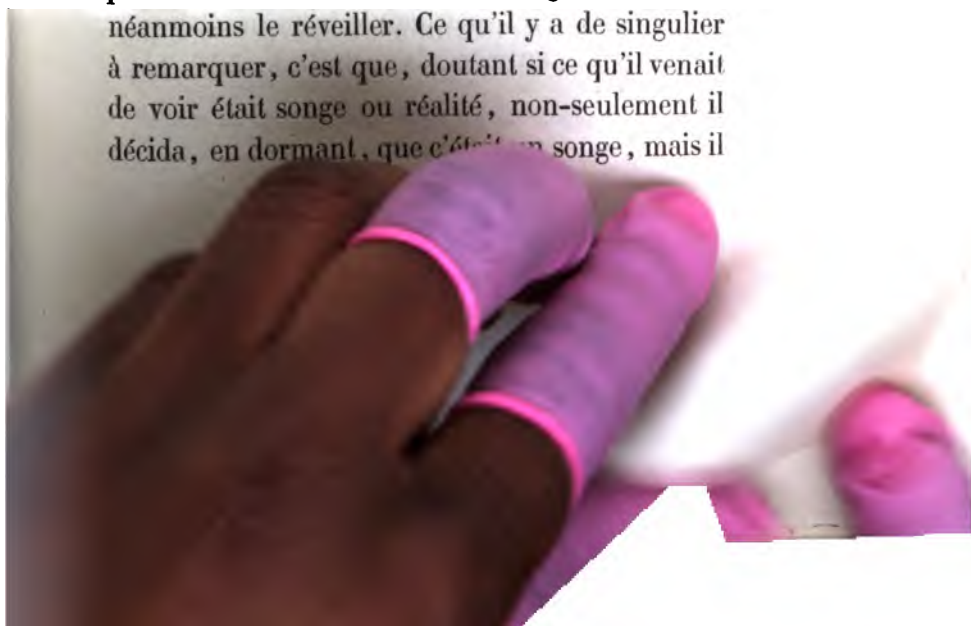 néanmoins le réveiller. Ce qu'il y a de singulier
à remarquer, c'est que, doutant si ce qu'il venait
de voir était songe ou réalité, non-seulement il
décida, en dormant, que songe, mais il